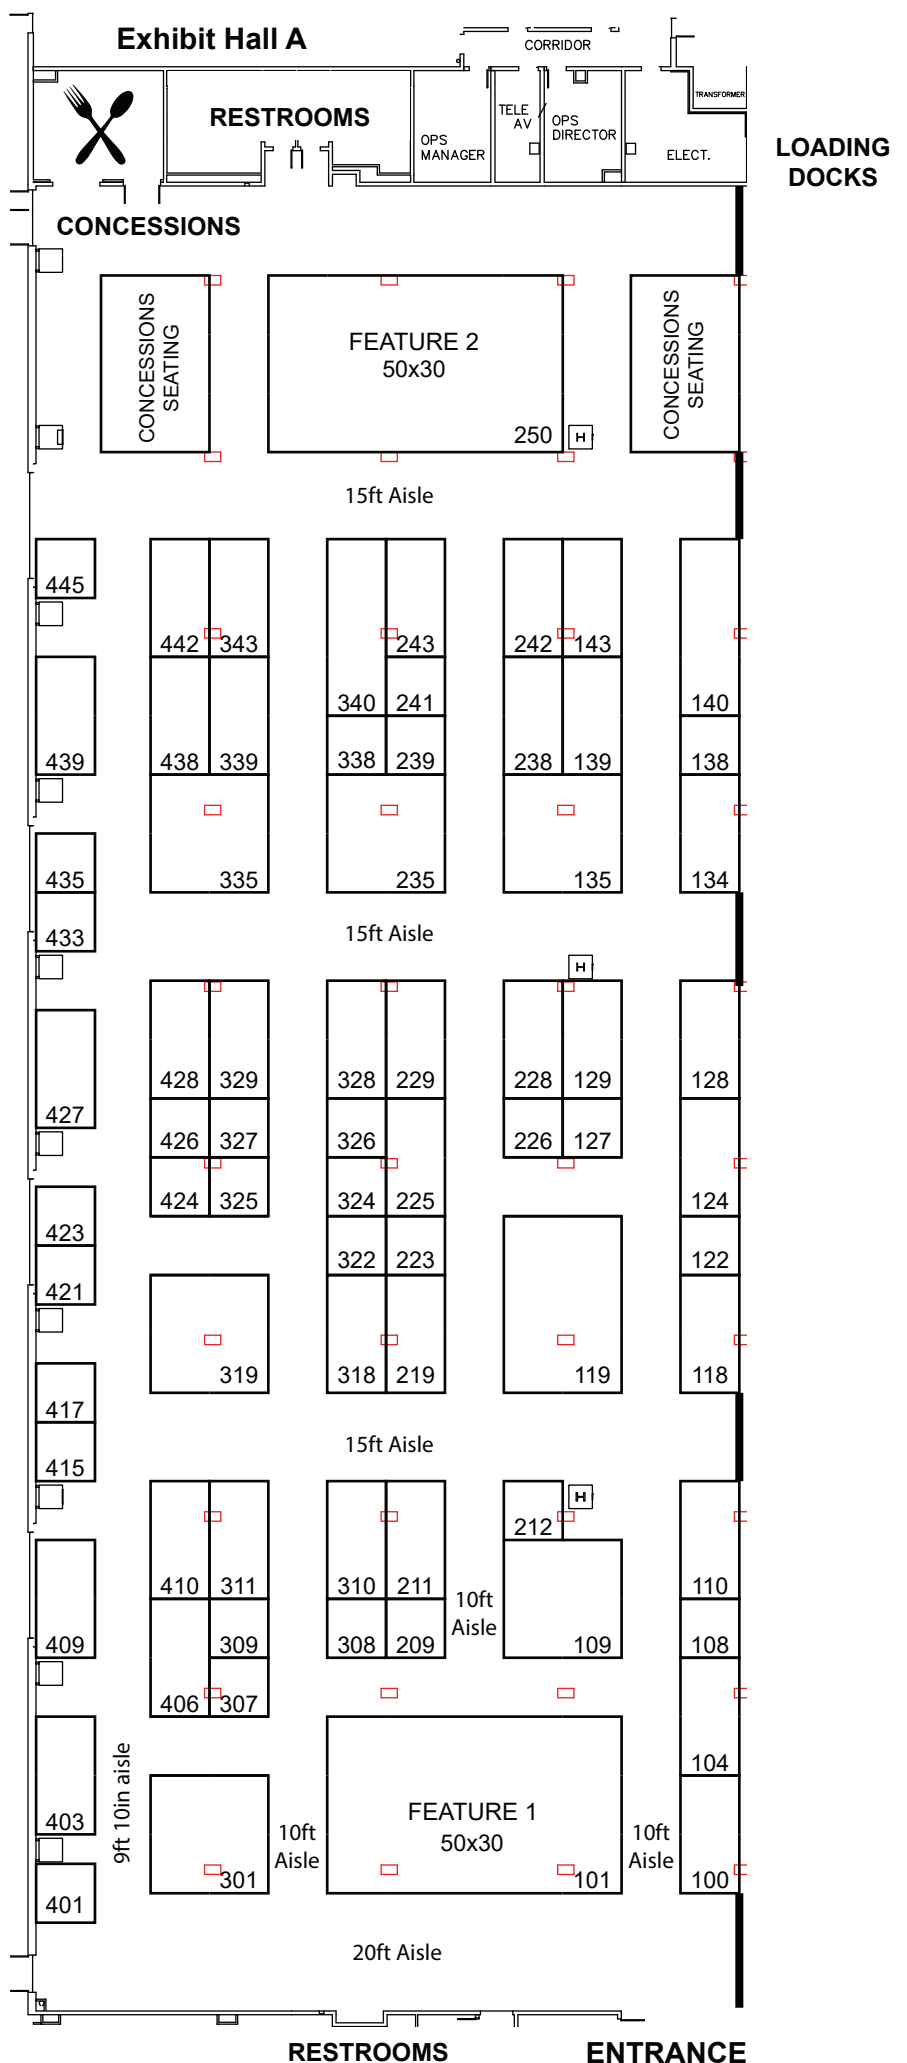 Exhibit Hall A
CORRIDOR
TRANSFORMER
RESTROOMS
TELE
AV
OPS
DIRECTOR
OPS
MANAGER
ELECT.
LOADING
DOCKS
CONCESSIONS
CONCESSIONS
SEATING
FEATURE 2
50x30
250
H
CONCESSIONS
SEATING
15ft Aisle
445
442 343 243 242 143
340 241 140
439 438 339 338 239 238 139 138
435 335 235 135 134
433 15ft Aisle
H
428 329 328 229 228 129 128
427
426 327 326 226 127
424 325 324 225 124
423
322 223 122
421
319 318 219 119 118
417
15ft Aisle
415
H
212
410 311 310 211 110
10ft
Aisle
409 309 308 209 109 108
406 307
104
9ft 10in aisle
FEATURE 1
50x30
403
10ft
Aisle
10ft
Aisle
301 101 100
401
20ft Aisle
RESTROOMS
ENTRANCE